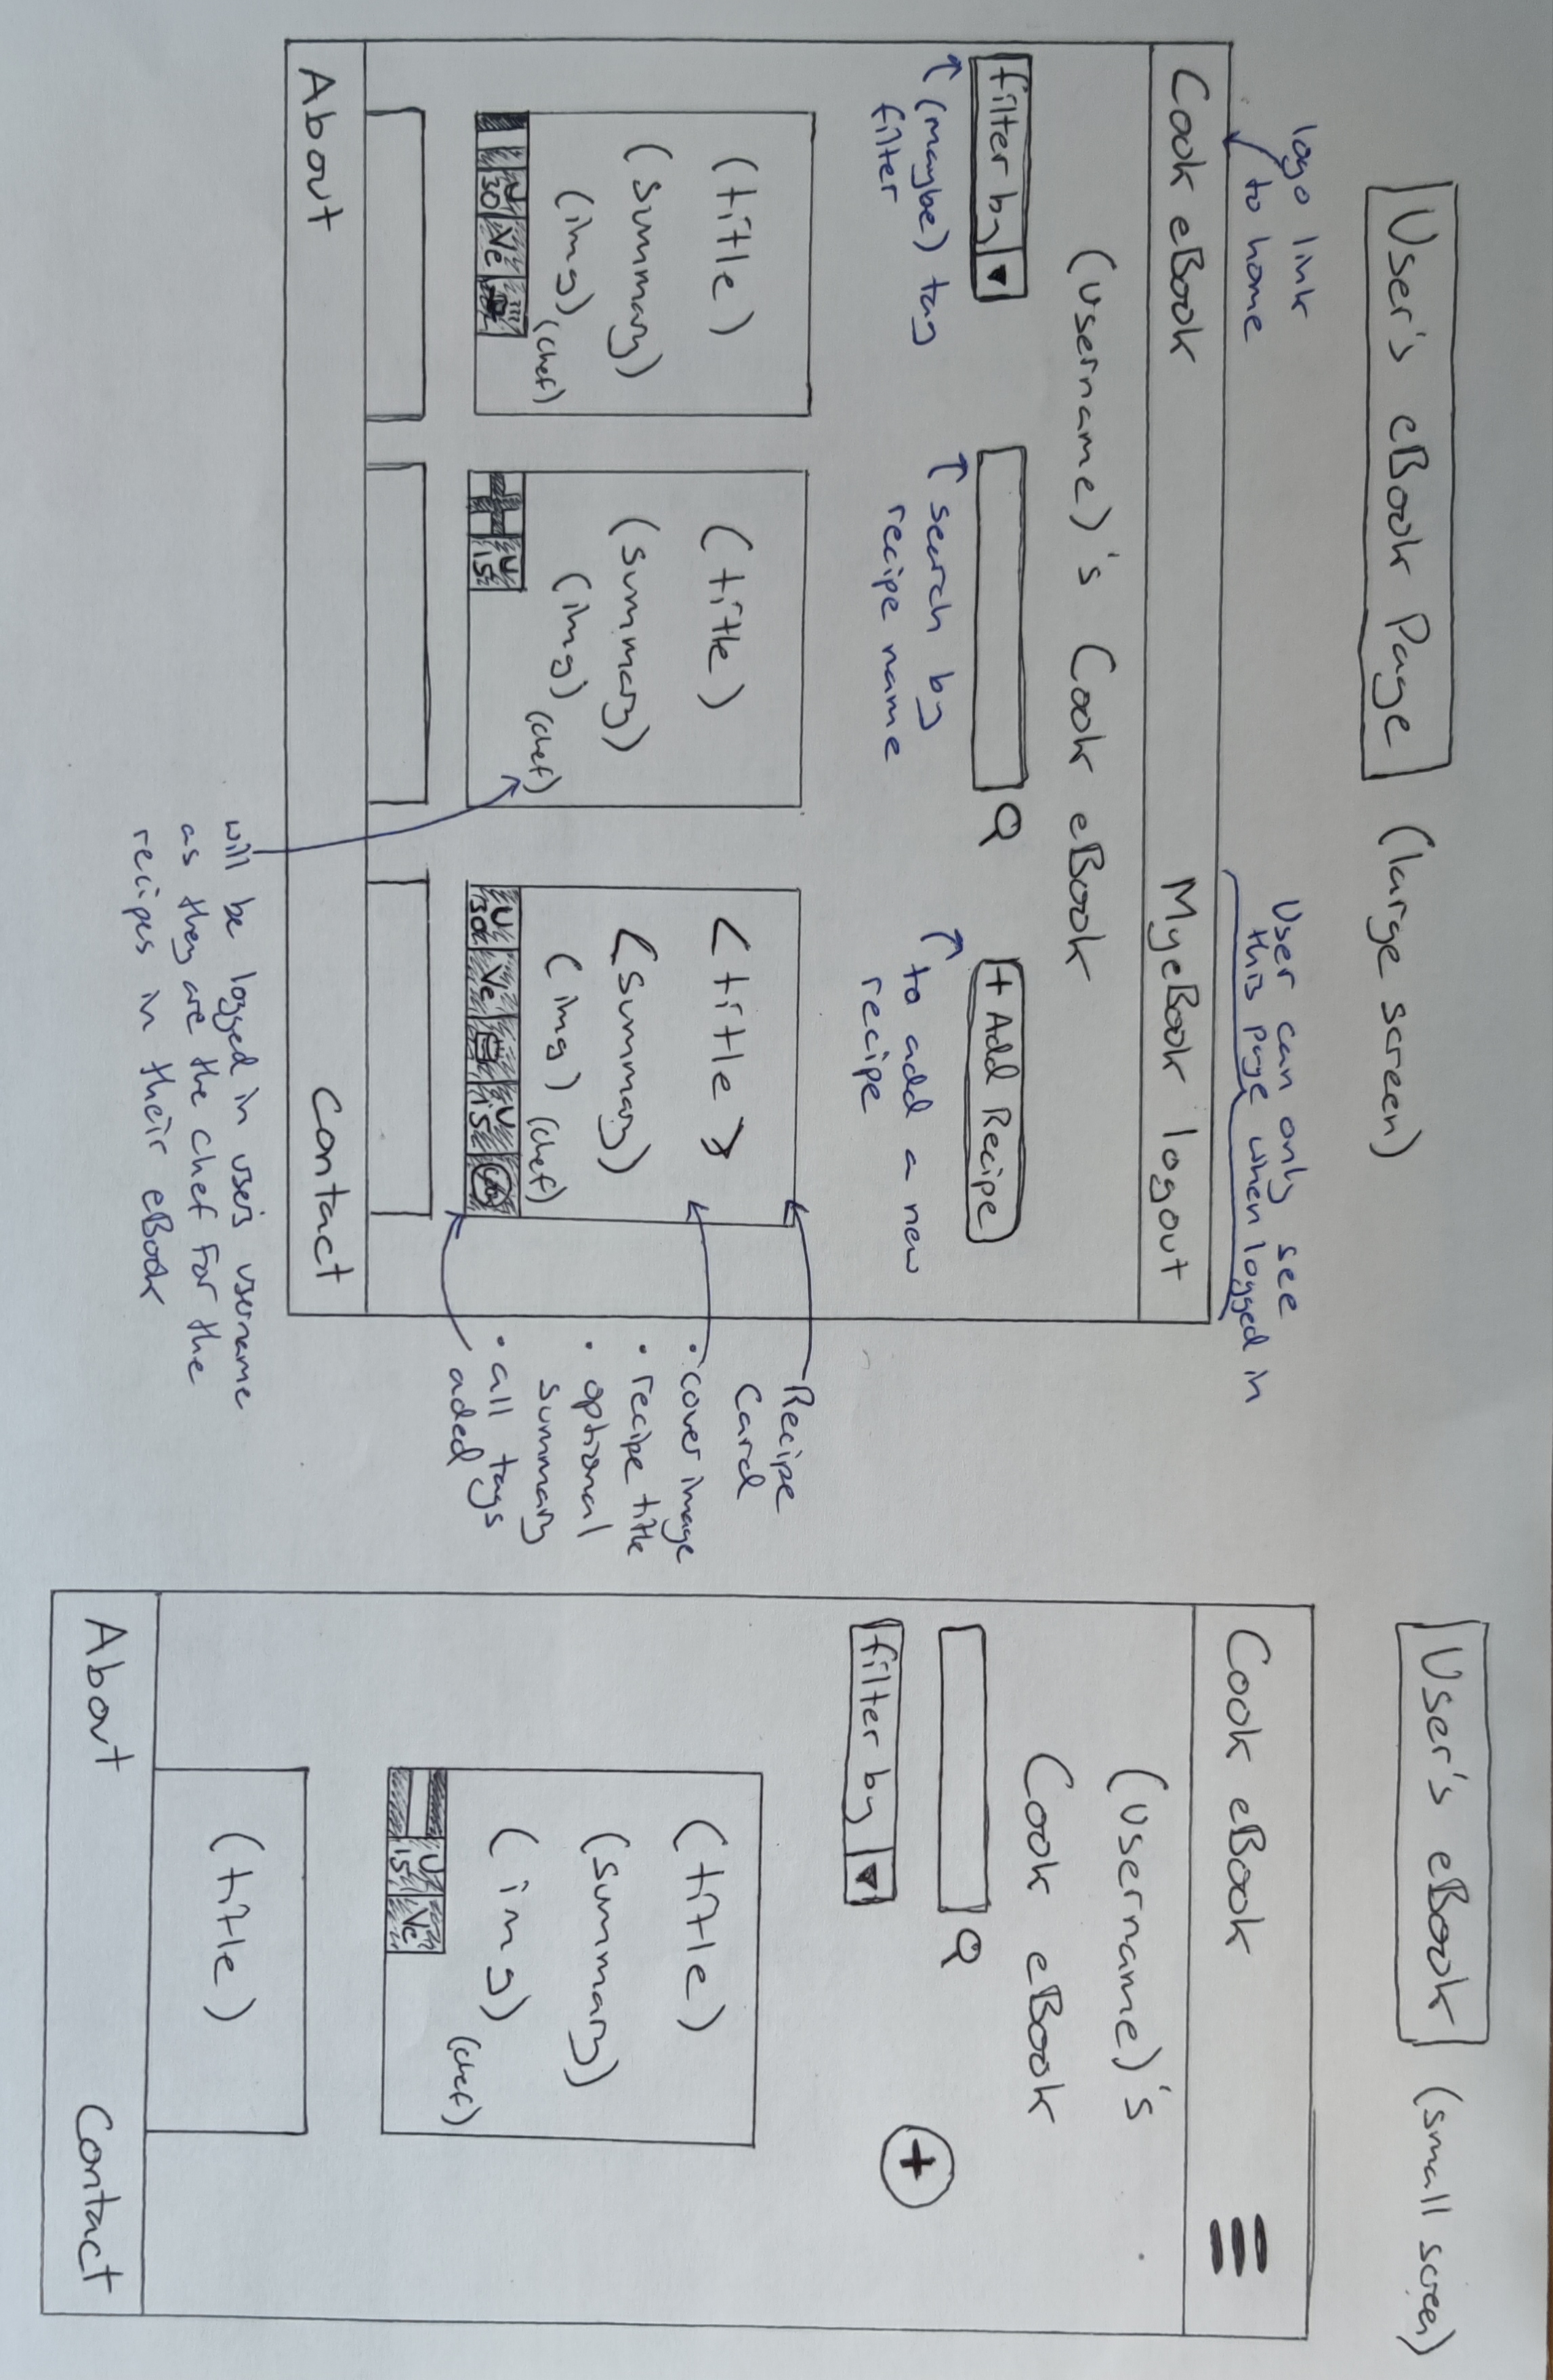 User's eBook Page (large screen)
logo link
to home
User can only see
this page when logged in
Cook eBook MyeBook logout
(username)'s Cook eBook
filter by + Add Recipe
(maybe) tag
filter
search by
recipe name
to add a new
recipe
(title) (title) <title>
(summary) (summary) (summary)
(img) (img) (img)
(chef) (chef) (chef)
U
30 Ve
U
15
U
30 Ve U
15
Recipe
Card
• cover image
• recipe title
• optional
summary
• all tags
aded
About Contact
will be logged in user's username
as they are the chef for the
recipes in their eBook
User's eBook (small screen)
Cook eBook
(username)'s
Cook eBook
+
filter by
(title)
(summary)
(img)
(chef)
U
15 Ve
(title)
About Contact